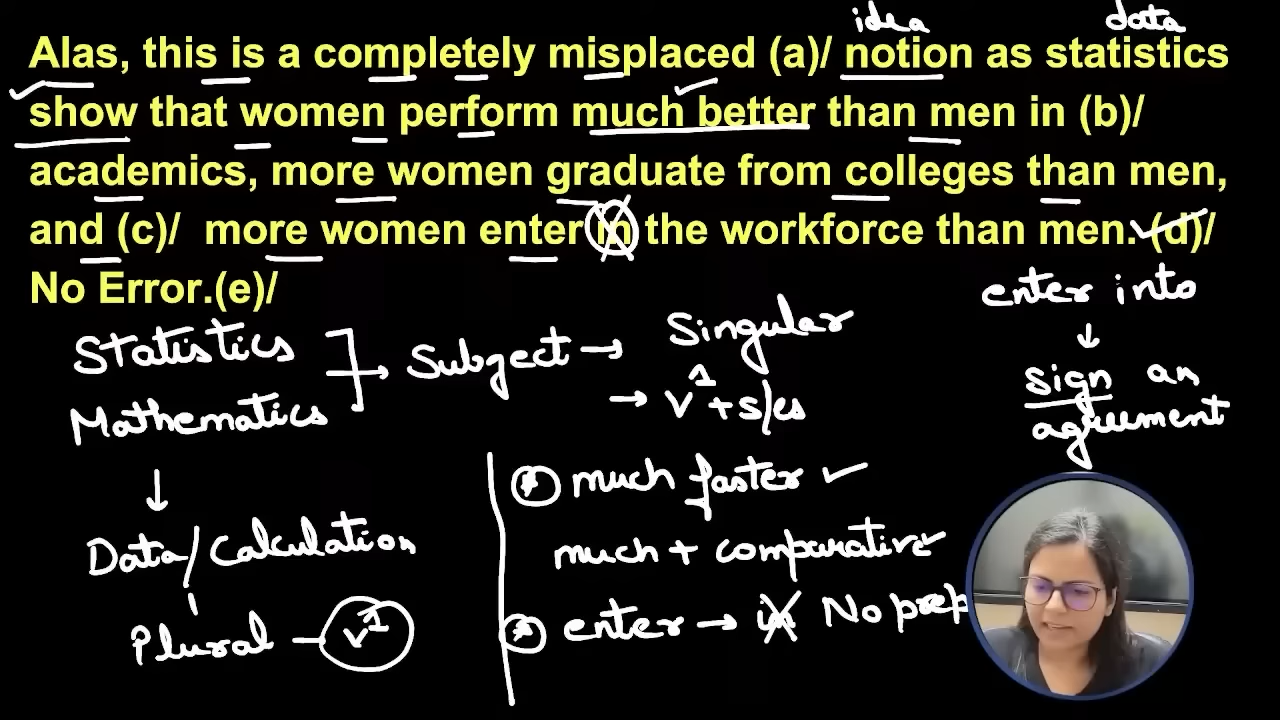 idea data
Alas, this is a completely misplaced (a)/ notion as statistics
show that women perform much better than men in (b)/
academics, more women graduate from colleges than men,
and (c)/ more women enter in the workforce than men. (d)/
No Error.(e)/
enter into
Statistics
Mathematics
Subject → Singular
→ V1+s/es
↓
sign an
agreement
↓
Data/Calculation
Plural – V1
much faster ✓
much + comparative
enter → in No prep